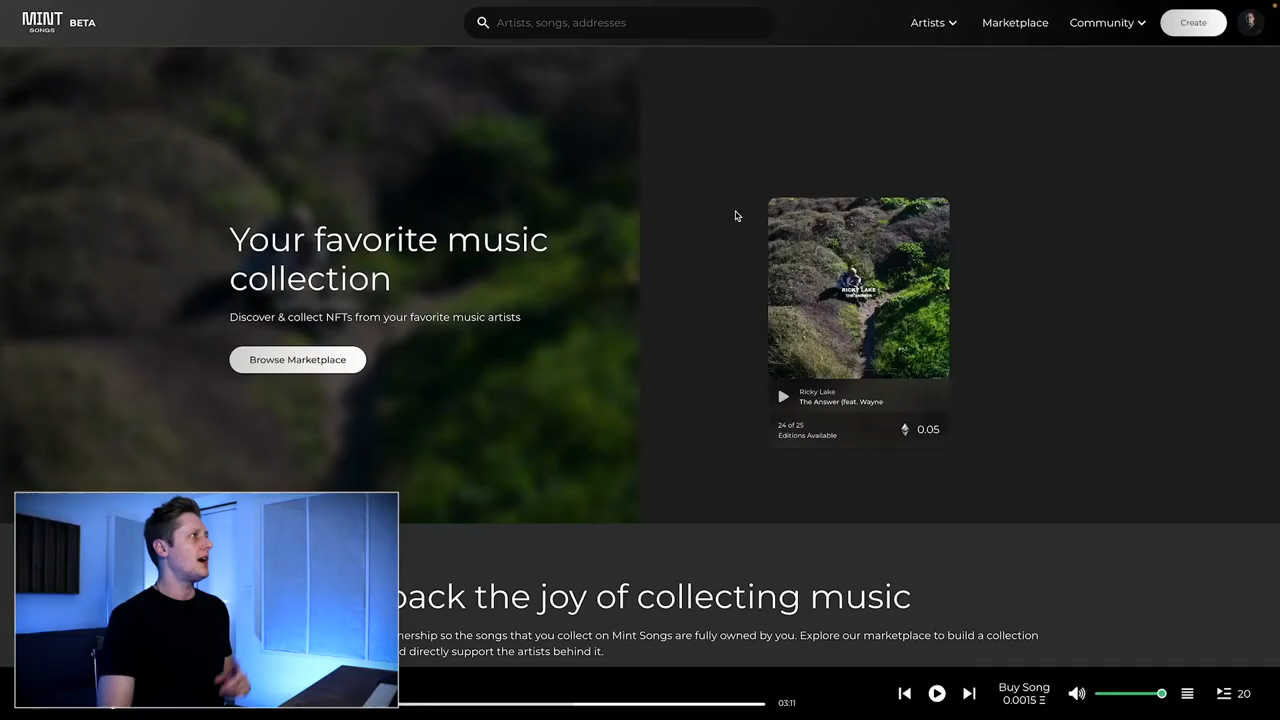 MINT
SONGS
BETA
Artists, songs, addresses
Artists
Marketplace
Community
Create
Your favorite music
collection
Discover & collect NFTs from your favorite music artists
Browse Marketplace
RICKY LAKE
THE ANSWER
Ricky Lake
The Answer (feat. Wayne
24 of 25
Editions Available
0.05
back the joy of collecting music
nership so the songs that you collect on Mint Songs are fully owned by you. Explore our marketplace to build a collection
d directly support the artists behind it.
03:11
Buy Song
0.0015 Ξ
20